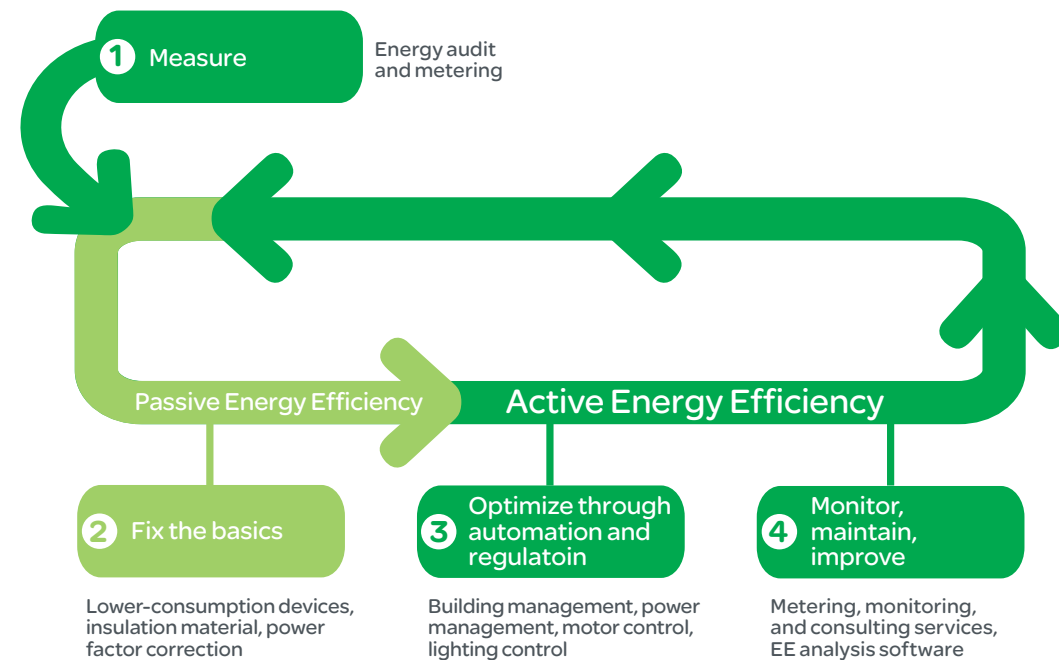 1 Measure
Energy audit
and metering
Passive Energy Efficiency
Active Energy Efficiency
2 Fix the basics
Lower-consumption devices,
insulation material, power
factor correction
3 Optimize through
automation and
regulatoin
Building management, power
management, motor control,
lighting control
4 Monitor,
maintain,
improve
Metering, monitoring,
and consulting services,
EE analysis software